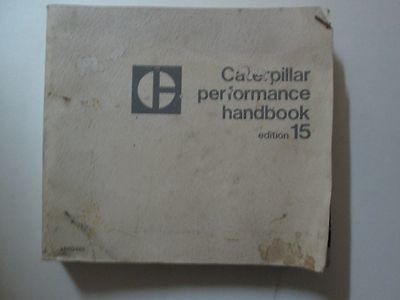 Caterpillar
performance
handbook
edition 15